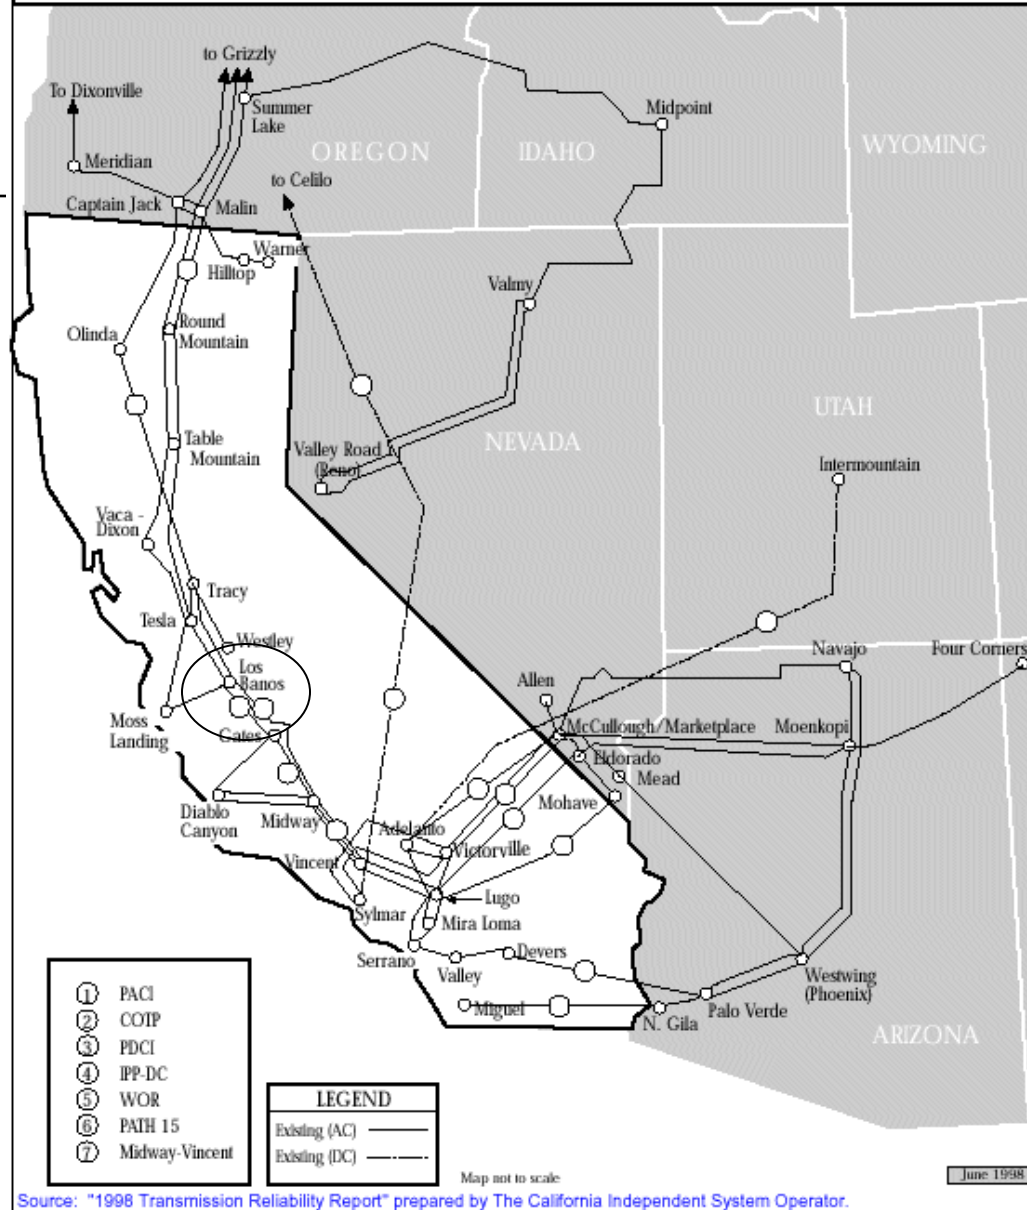 to Grizzly
To Dixonville
Summer
Lake
Midpoint
WYOMING
OREGON
IDAHO
Meridian
to Celilo
Captain Jack
Malin
Warner
Hilltop
Valmy
Olinda
Round
Mountain
UTAH
Table
Mountain
NEVADA
Valley Road
(Reno)
Intermountain
Vaca -
Dixon
Tracy
Tesla
Westley
Los
Banos
Navajo
Four Corners
Allen
Moss
Landing
Gates
McCullough/Marketplace
Moenkopi
Eldorado
Mead
Mohave
Diablo
Canyon
Midway
Adelanto
Victorville
Vincent
Lugo
Sylmar
Mira Loma
Serrano
Devers
Valley
Westwing
(Phoenix)
Miguel
N. Gila
Palo Verde
ARIZONA
1 PACI
2 COTP
3 PDCI
4 IPP-DC
5 WOR
6 PATH 15
7 Midway-Vincent
LEGEND
Existing (AC)
Existing (DC)
Map not to scale
June 1998
Source: "1998 Transmission Reliability Report" prepared by The California Independent System Operator.